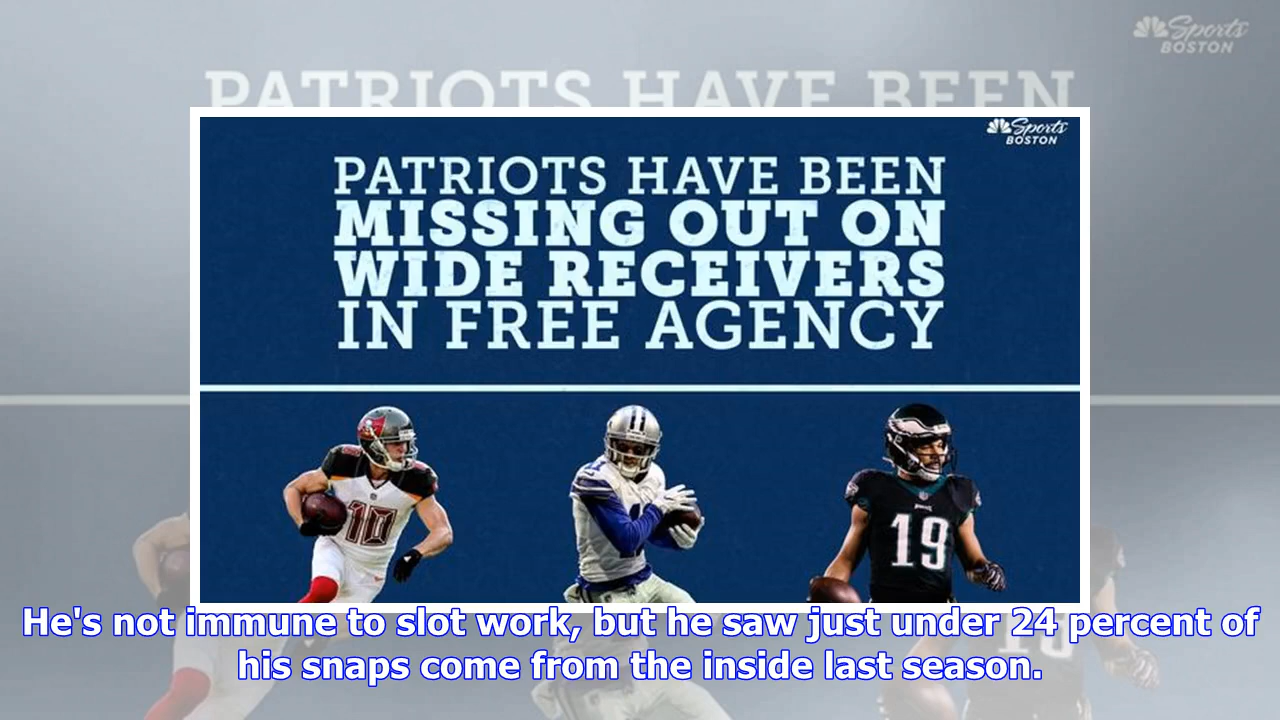 Sports
BOSTON
PATRIOTS HAVE BEEN
Sports
BOSTON
PATRIOTS HAVE BEEN
MISSING OUT ON
WIDE RECEIVERS
IN FREE AGENCY
10
11
19
He's not immune to slot work, but he saw just under 24 percent of
his snaps come from the inside last season.